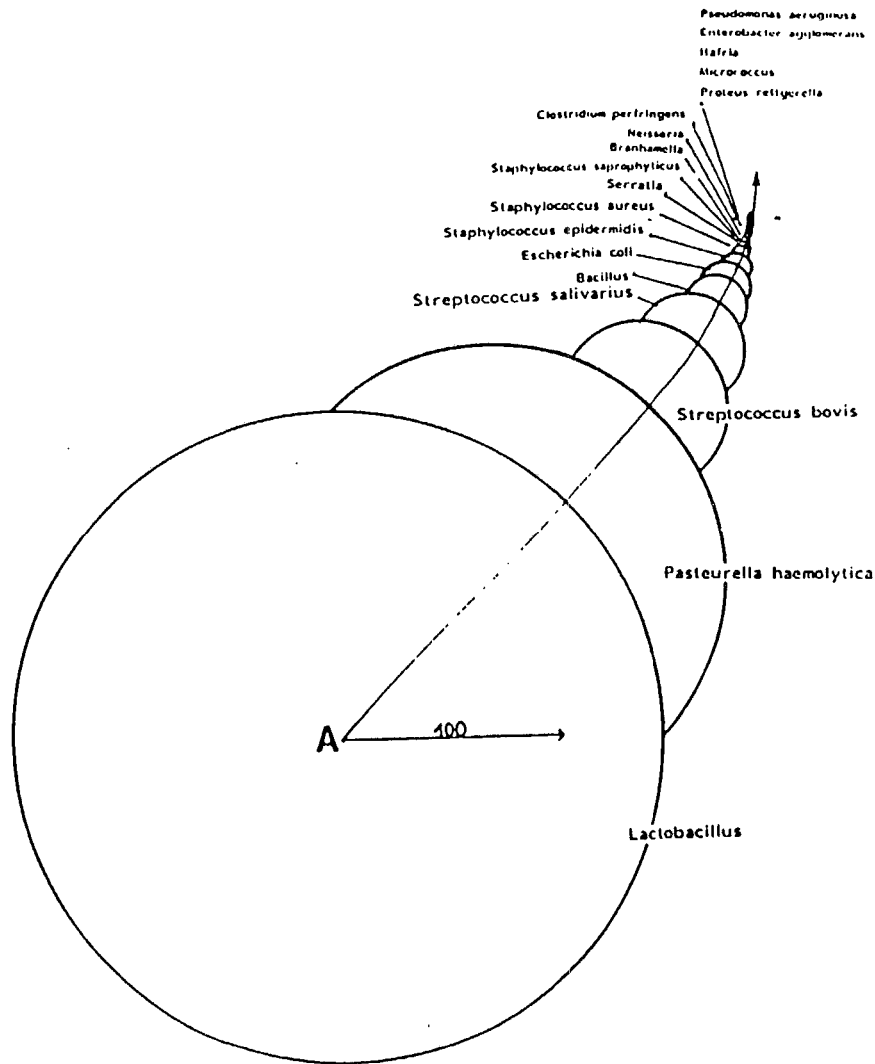 Pseudomonas aeruginosa
Enterobacter agglomerans
Hafnia
Micrococcus
Proteus rettgerella
Clostridium perfringens
Neisseria
Branhamella
Staphylococcus saprophyticus
Serratia
Staphylococcus aureus
Staphylococcus epidermidis
Escherichia coli
Bacillus
Streptococcus salivarius
Streptococcus bovis
Pasteurella haemolytica
A
100
Lactobacillus